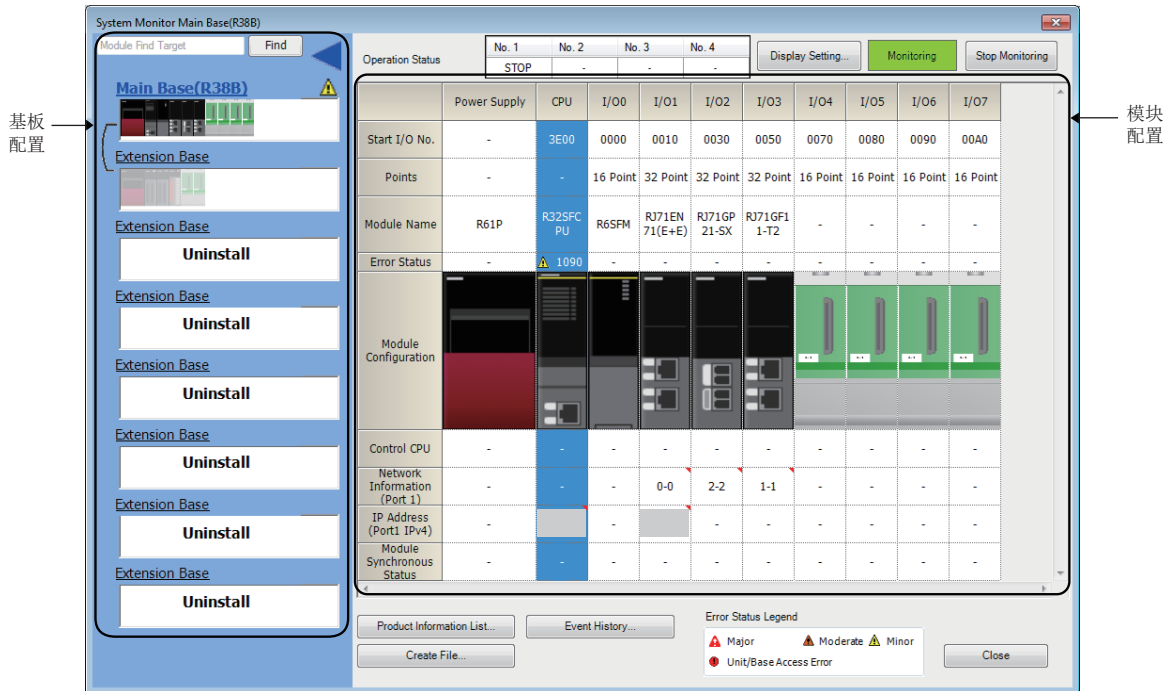 System Monitor Main Base(R38B)
Module Find Target
Find
Main Base(R38B)
Extension Base
Extension Base
Uninstall
Extension Base
Uninstall
Extension Base
Uninstall
Extension Base
Uninstall
Extension Base
Uninstall
Extension Base
Uninstall
基板
配置
Operation Status
No. 1 No. 2 No. 3 No. 4
STOP - - -
Display Setting...
Monitoring
Stop Monitoring
Power Supply CPU I/O0 I/O1 I/O2 I/O3 I/O4 I/O5 I/O6 I/O7
Start I/O No. - 3E00 0000 0010 0030 0050 0070 0080 0090 00A0
Points - - 16 Point 32 Point 32 Point 32 Point 16 Point 16 Point 16 Point 16 Point
Module Name R61P R32SFC PU R6SFM RJ71EN 71(E+E) RJ71GP 21-SX RJ71GF1 1-T2 - - - -
Error Status - 1090 - - - - - - - -
Module
Configuration
Control CPU - - - - - - - - - -
Network
Information
(Port 1) - - - 0-0 2-2 1-1 - - - -
IP Address
(Port1 IPv4) - - - - - - - -
Module
Synchronous
Status - - - - - - - - - -
模块
配置
Product Information List...
Event History...
Create File...
Error Status Legend
Major Moderate Minor
Unit/Base Access Error
Close